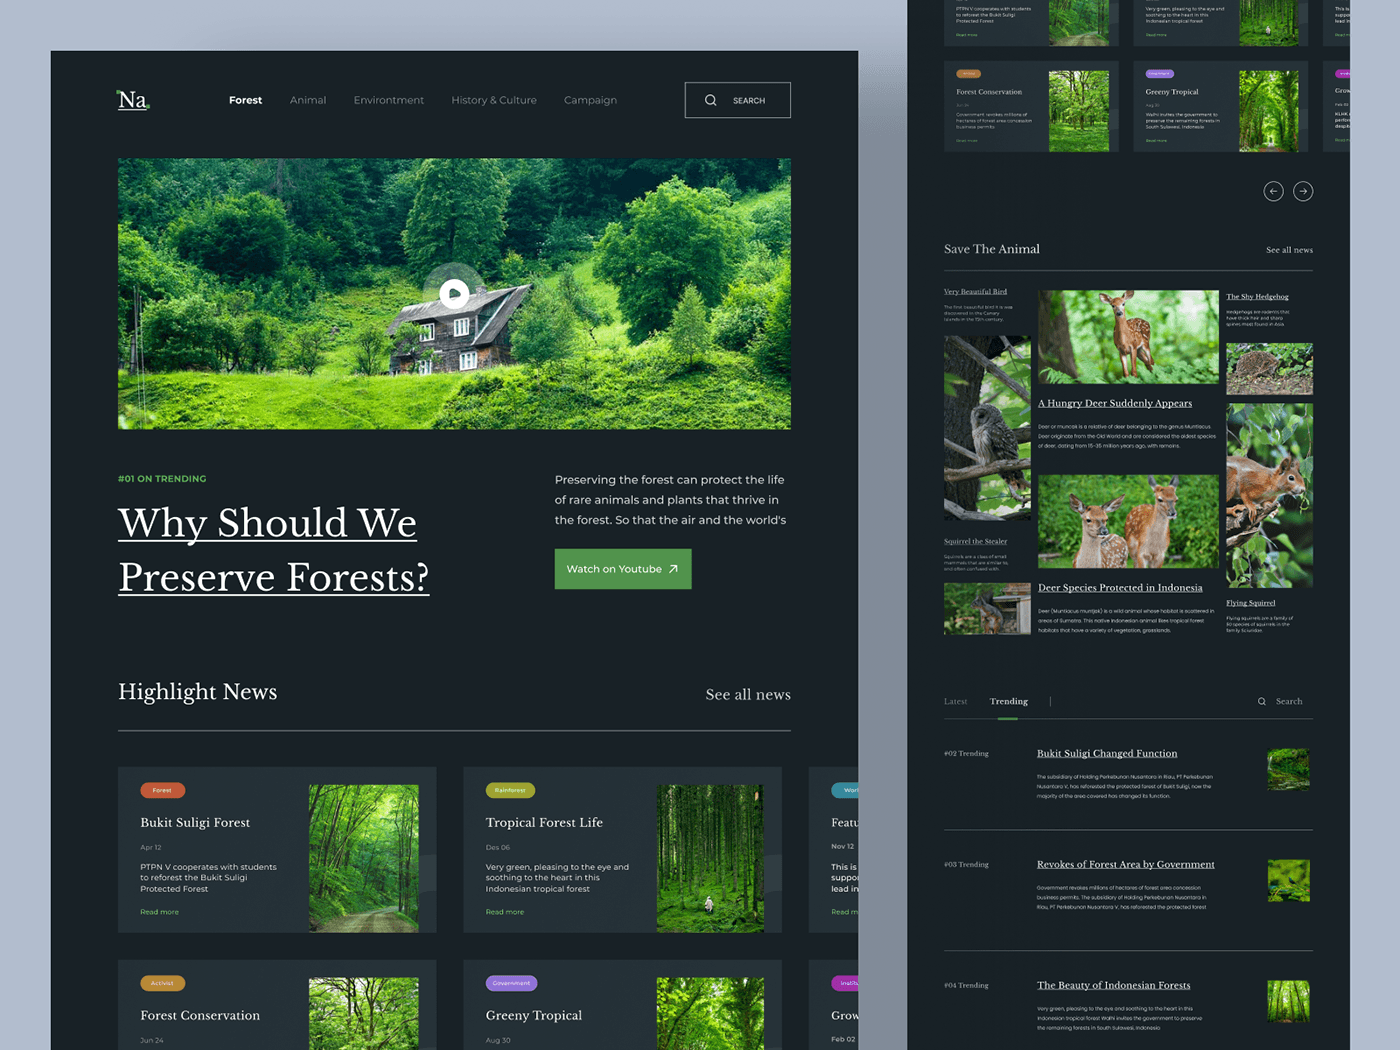 Na
Forest
Animal
Environtment
History & Culture
Campaign
SEARCH
#01 ON TRENDING
Why Should We
Preserve Forests?
Preserving the forest can protect the life
of rare animals and plants that thrive in
the forest. So that the air and the world's
Watch on Youtube
Highlight News
See all news
Forest
Bukit Suligi Forest
Apr 12
PTPN V cooperates with students
to reforest the Bukit Suligi
Protected Forest
Read more
Rainforest
Tropical Forest Life
Des 06
Very green, pleasing to the eye and
soothing to the heart in this
Indonesian tropical forest
Read more
Worl
Featu
Nov 12
This is
suppor
lead in
Read m
Activist
Forest Conservation
Jun 24
Government
Greeny Tropical
Aug 30
Institu
Grow
Feb 02
PTPN V cooperates with students
to reforest the Bukit Suligi
Protected Forest
Read more
Very green, pleasing to the eye and
soothing to the heart in this
Indonesian tropical forest
Read more
This is
suppor
lead in
Read m
Forest Conservation
Jun 24
Government revokes millions of
hectares of forest area concession
business permits
Read more
Government
Greeny Tropical
Aug 30
Walhi invites the government to
preserve the remaining forests in
South Sulawesi, Indonesia
Read more
Grow
Feb 02
KLHK
perfor
despit
Save The Animal
See all news
Very Beautiful Bird
The first beautiful bird it is was
discovered in the Canary
Islands in the 15th century.
Squirrel the Stealer
Squirrels are a class of small
mammals that are similar to,
and often confused with.
A Hungry Deer Suddenly Appears
Deer or muncak is a relative of deer belonging to the genus Muntiacus.
Deer originate from the Old World and are considered the oldest species
of deer, dating from 15-35 million years ago, with remains.
Deer Species Protected in Indonesia
Deer (Muntiacus muntjak) is a wild animal whose habitat is scattered in
areas of Sumatra. This native Indonesian animal likes tropical forest
habitats that have a variety of vegetation, grasslands.
The Shy Hedgehog
Hedgehogs are rodents that
have thick hair and sharp
spines most found in Asia.
Flying Squirrel
Flying squirrels are a family of
50 species of squirrels in the
family Sciuridae.
Latest
Trending
Search
#02 Trending
Bukit Suligi Changed Function
The subsidiary of Holding Perkebunan Nusantara in Riau, PT Perkebunan
Nusantara V, has reforested the protected forest of Bukit Suligi, now the
majority of the area covered has changed its function.
#03 Trending
Revokes of Forest Area by Government
Government revokes millions of hectares of forest area concession
business permits. The subsidiary of Holding Perkebunan Nusantara in
Riau, PT Perkebunan Nusantara V, has reforested the protected forest
#04 Trending
The Beauty of Indonesian Forests
Very green, pleasing to the eye and soothing to the heart in this
Indonesian tropical forest Walhi invites the government to preserve
the remaining forests in South Sulawesi, Indonesia